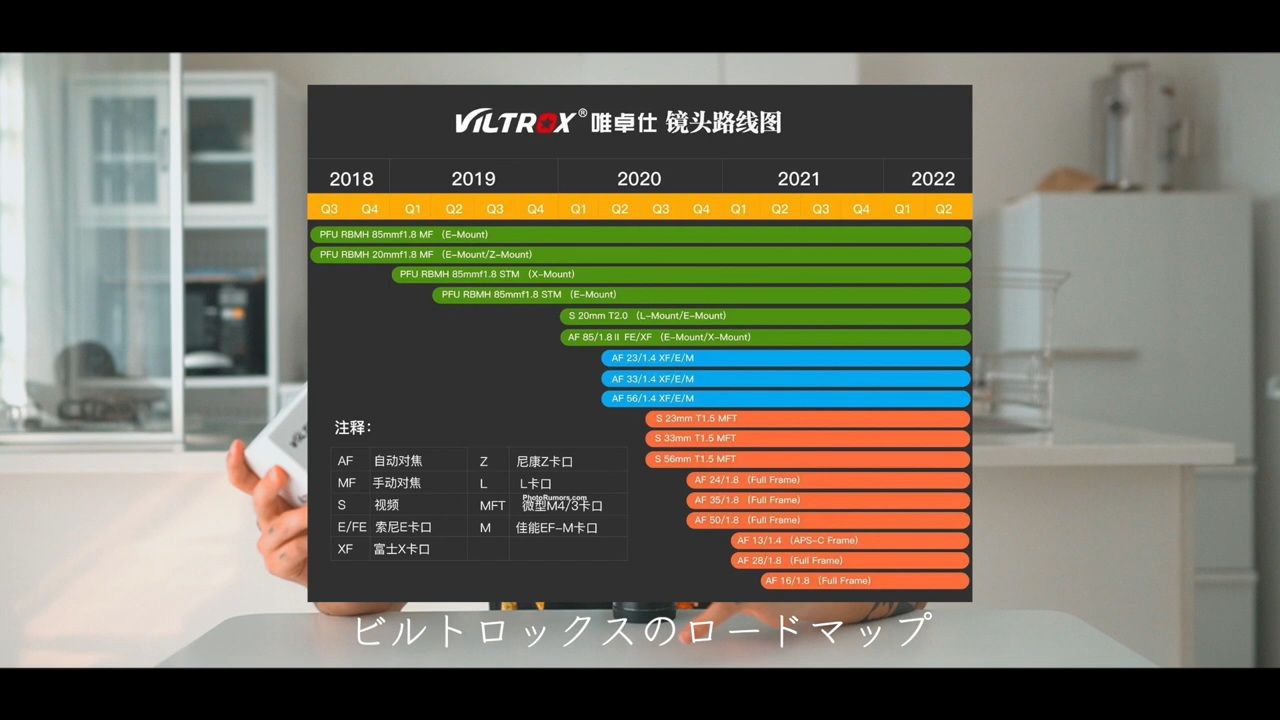 VILTROX® 唯卓仕 镜头路线图
2018 2019 2020 2021 2022
Q3 Q4 Q1 Q2 Q3 Q4 Q1 Q2 Q3 Q4 Q1 Q2 Q3 Q4 Q1 Q2
PFU RBMH 85mmf1.8 MF （E-Mount)
PFU RBMH 20mmf1.8 MF （E-Mount/Z-Mount)
PFU RBMH 85mmf1.8 STM （X-Mount)
PFU RBMH 85mmf1.8 STM （E-Mount)
S 20mm T2.0 （L-Mount/E-Mount)
AF 85/1.8 II FE/XF （E-Mount/X-Mount)
AF 23/1.4 XF/E/M
AF 33/1.4 XF/E/M
AF 56/1.4 XF/E/M
S 23mm T1.5 MFT
S 33mm T1.5 MFT
S 56mm T1.5 MFT
AF 24/1.8 （Full Frame)
AF 35/1.8 （Full Frame)
AF 50/1.8 （Full Frame)
AF 13/1.4 （APS-C Frame)
AF 28/1.8 （Full Frame)
AF 16/1.8 （Full Frame)
注释：
AF 自动对焦 Z 尼康Z卡口
MF 手动对焦 L L卡口
PhotoRumors.com
S 视频 MFT 微型M4/3卡口
E/FE 索尼E卡口 M 佳能EF-M卡口
XF 富士X卡口
ビルトロックスのロードマップ